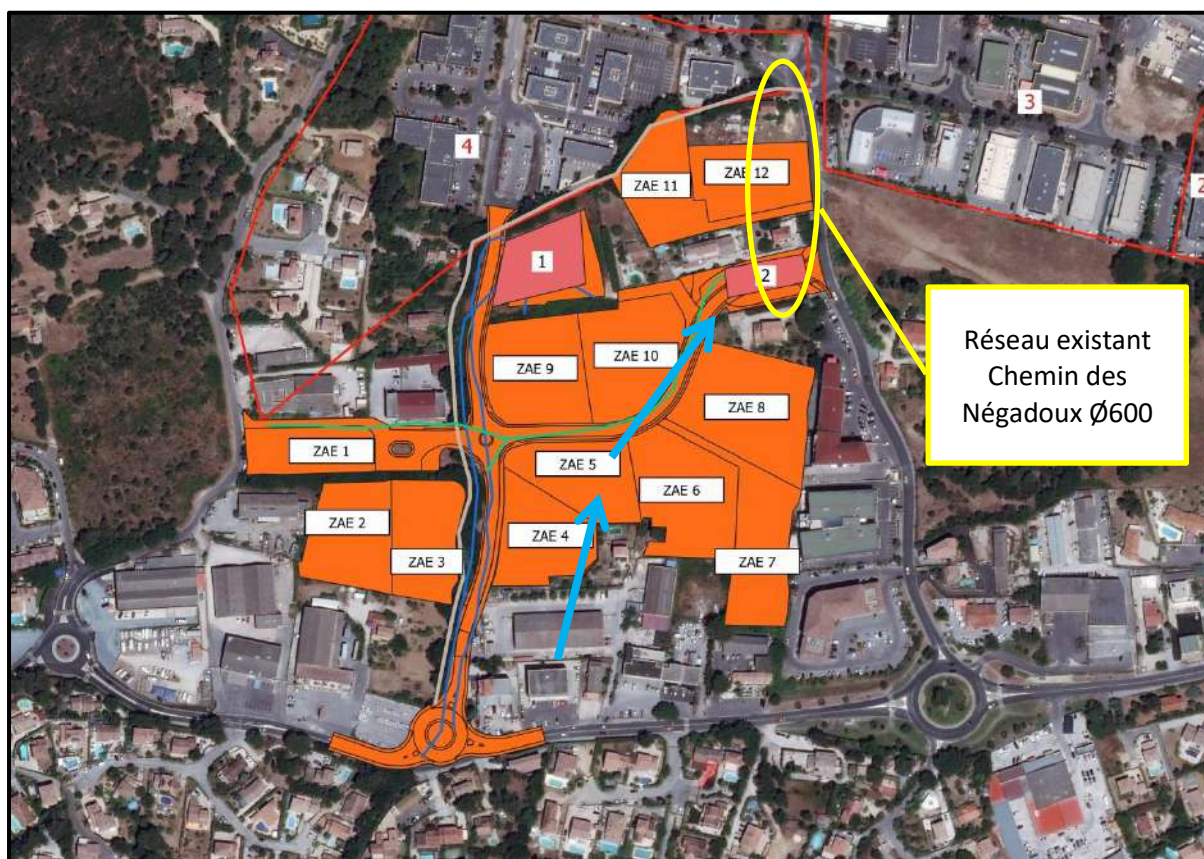 3
4
ZAE 11
ZAE 12
1
2
ZAE 9
ZAE 10
ZAE 8
Réseau existant
Chemin des
Négadoux Ø600
ZAE 1
ZAE 5
ZAE 6
ZAE 2
ZAE 4
ZAE 3
ZAE 7